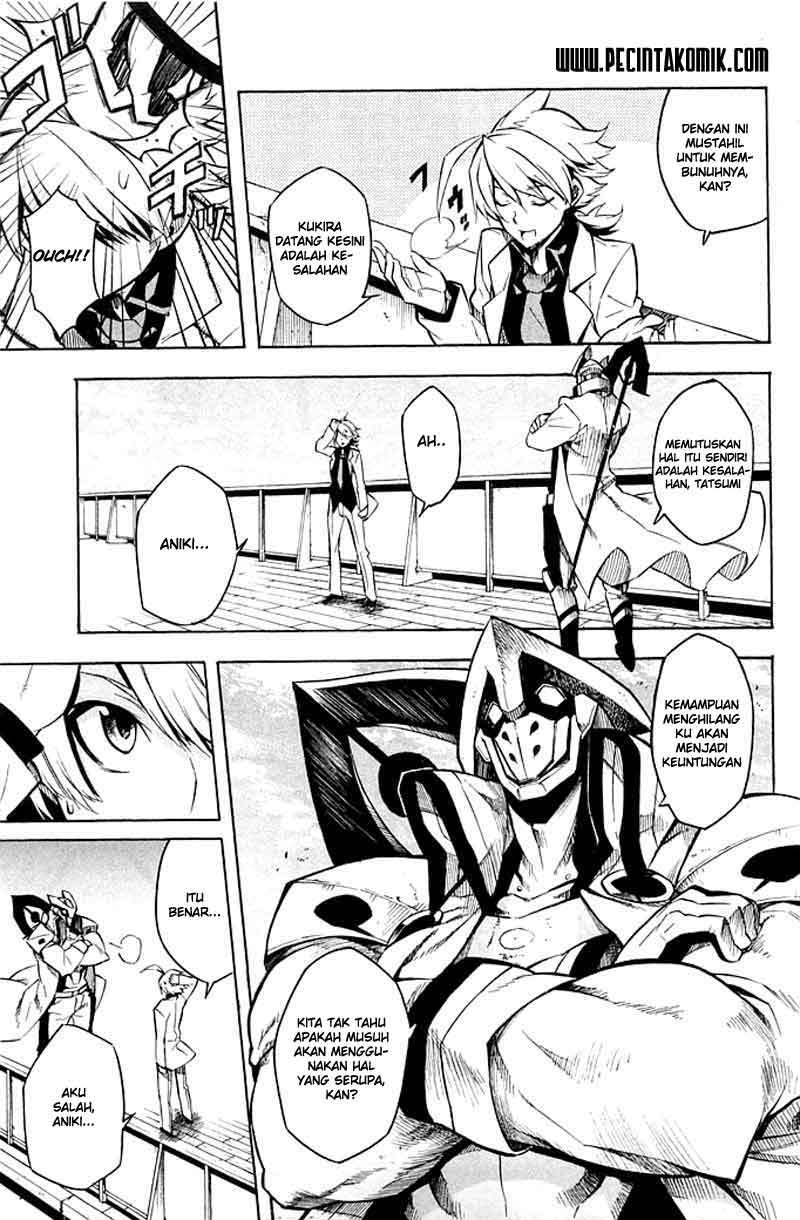 WWW.PECINTAKOMIK.COM
DENGAN INI
MUSTAHIL
UNTUK MEM-
BUNUHNYA,
KAN?
KUKIRA
DATANG KESINI
ADALAH KE-
SALAHAN
OUCH!!
MEMUTUSKAN
HAL ITU SENDIRI
ADALAH KESALA-
HAN, TATSUMI
AH..
ANIKI...
KEMAMPUAN
MENGHILANG
KU AKAN
MENJADI
KEUNTUNGAN
KITA TAK TAHU
APAKAH MUSUH
AKAN MENGGU-
NAKAN HAL
YANG SERUPA,
KAN?
ITU
BENAR...
AKU
SALAH,
ANIKI...